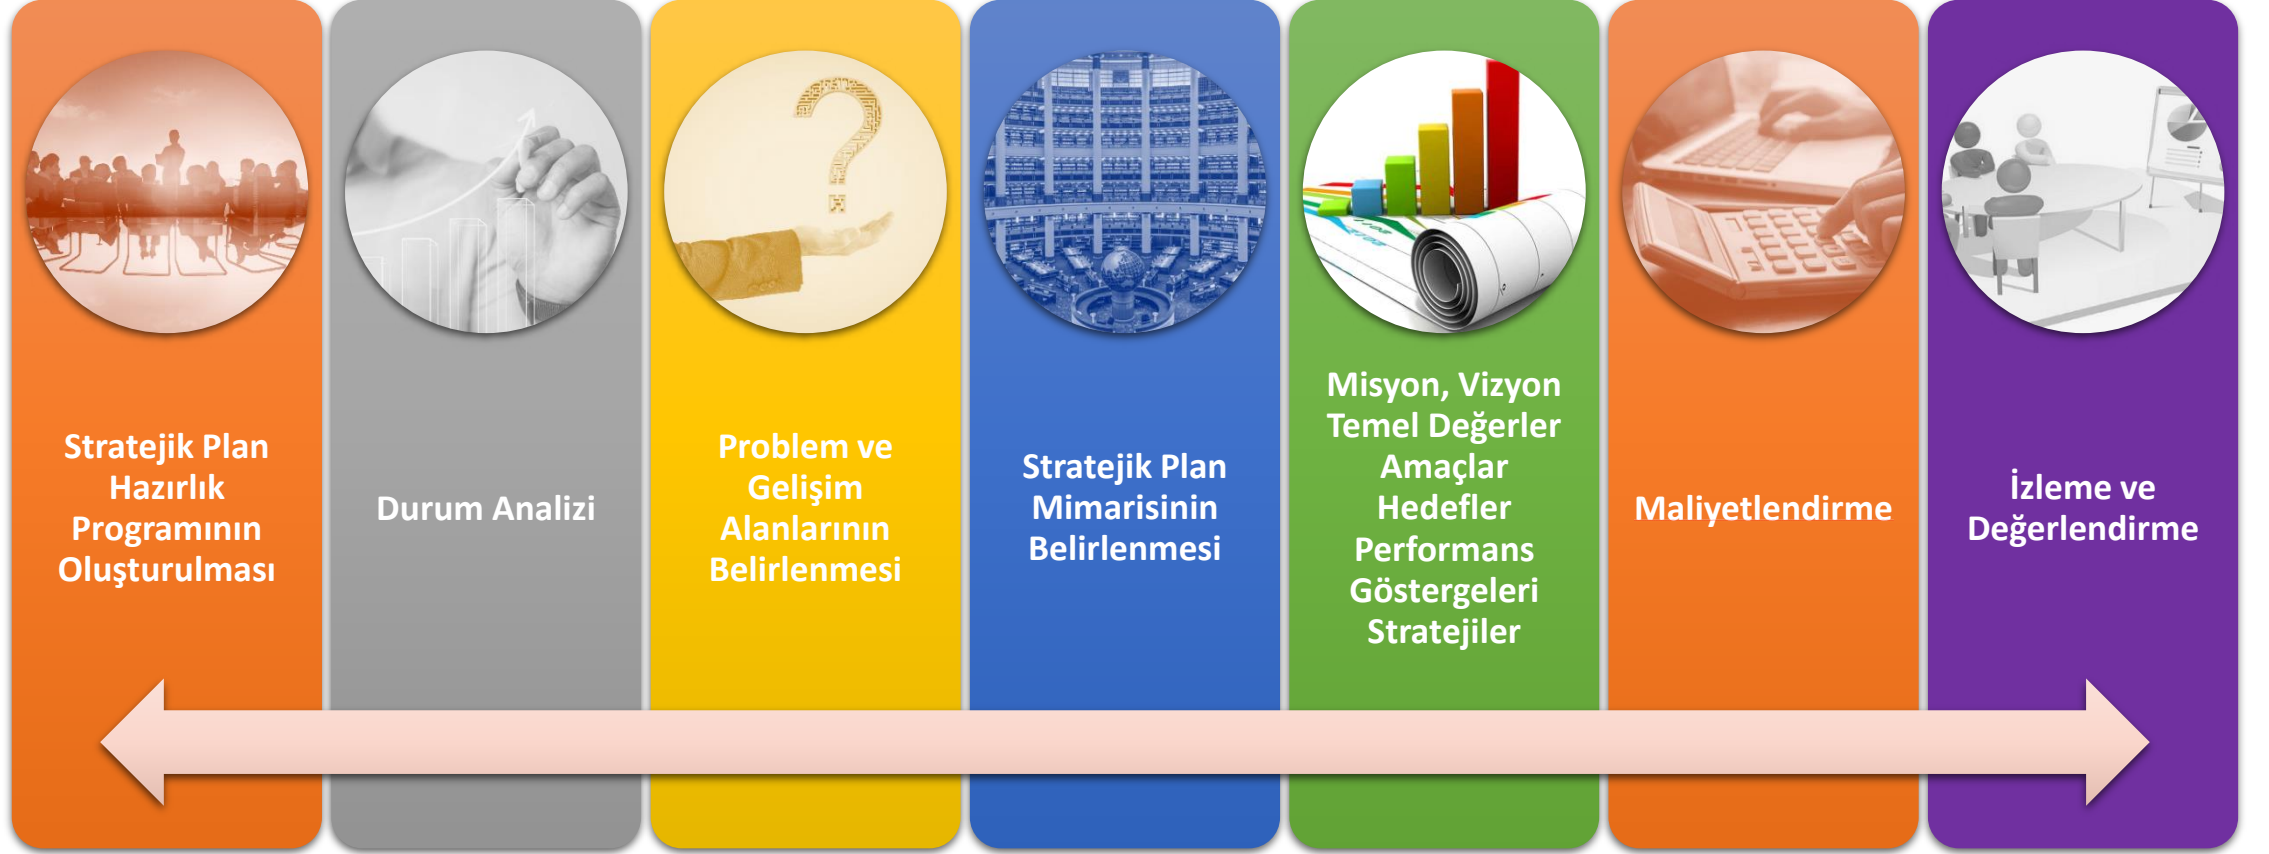 Stratejik Plan
Hazırlık
Programının
Oluşturulması
Durum Analizi
Problem ve
Gelişim
Alanlarının
Belirlenmesi
Stratejik Plan
Mimarisinin
Belirlenmesi
Misyon, Vizyon
Temel Değerler
Amaçlar
Hedefler
Performans
Göstergeleri
Stratejiler
Maliyetlendirme
İzleme ve
Değerlendirme